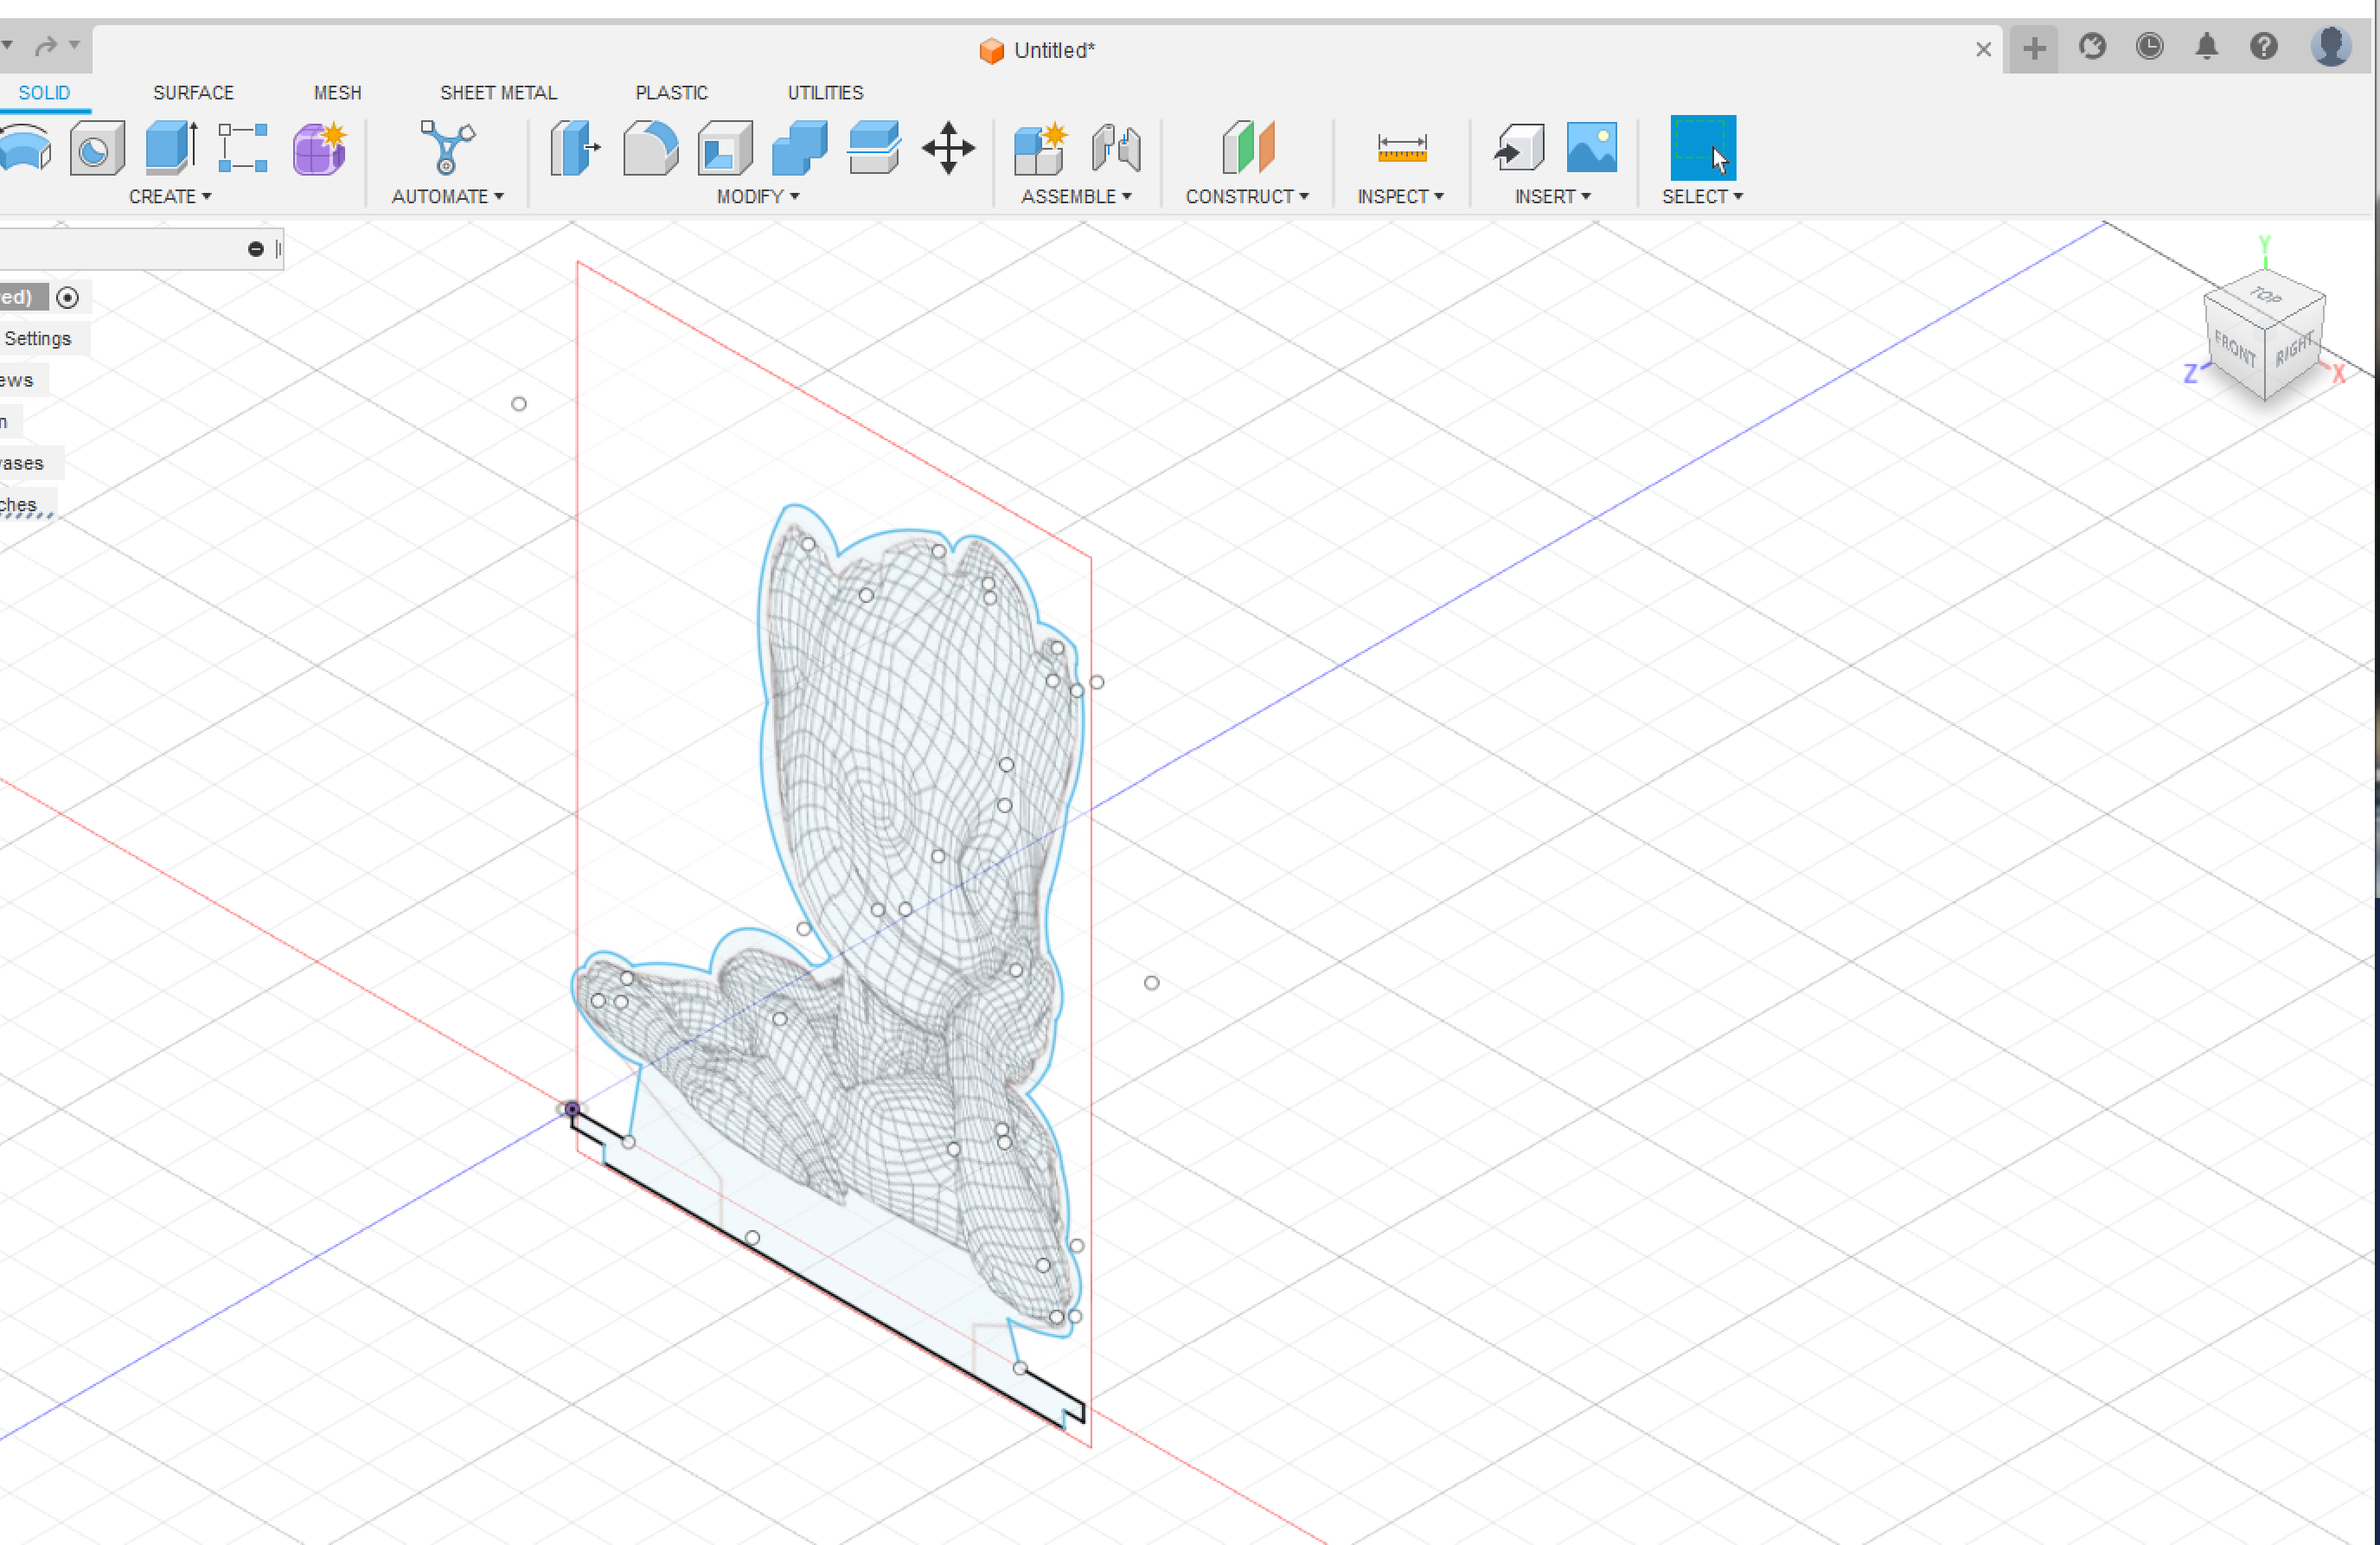 Untitled*
SOLID SURFACE MESH SHEET METAL PLASTIC UTILITIES
CREATE AUTOMATE MODIFY ASSEMBLE CONSTRUCT INSPECT INSERT SELECT
ed)
Settings
ews
n
ases
ches
Y
TOP
FRONT RIGHT
Z X